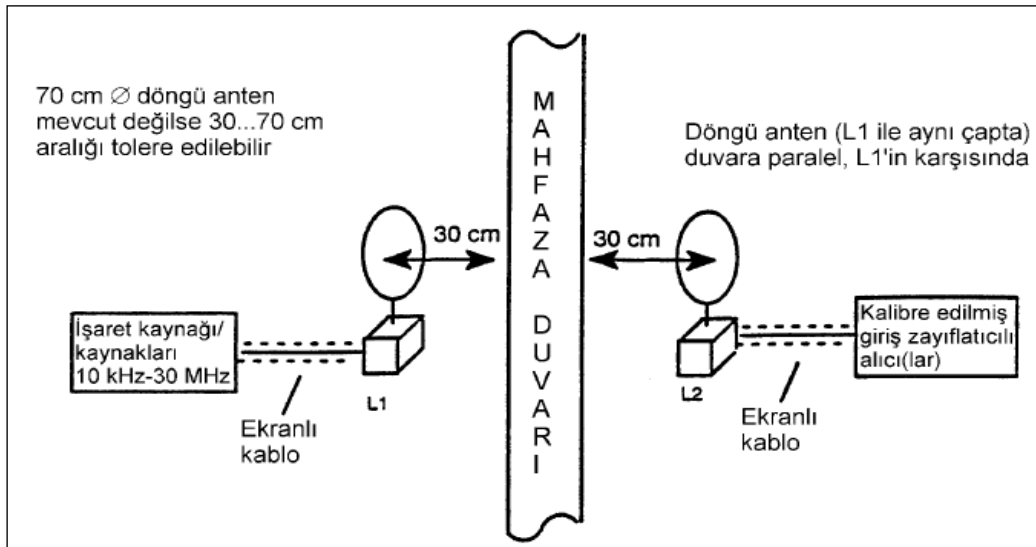 70 cm ∅ döngü anten
mevcut değilse 30...70 cm
aralığı tolere edilebilir
MAHFAZA DUVARI
Döngü anten (L1 ile aynı çapta)
duvara paralel, L1'in karşısında
30 cm
30 cm
İşaret kaynağı/
kaynakları
10 kHz-30 MHz
L1
Ekranlı
kablo
L2
Ekranlı
kablo
Kalibre edilmiş
giriş zayıflatıcılı
alıcı(lar)